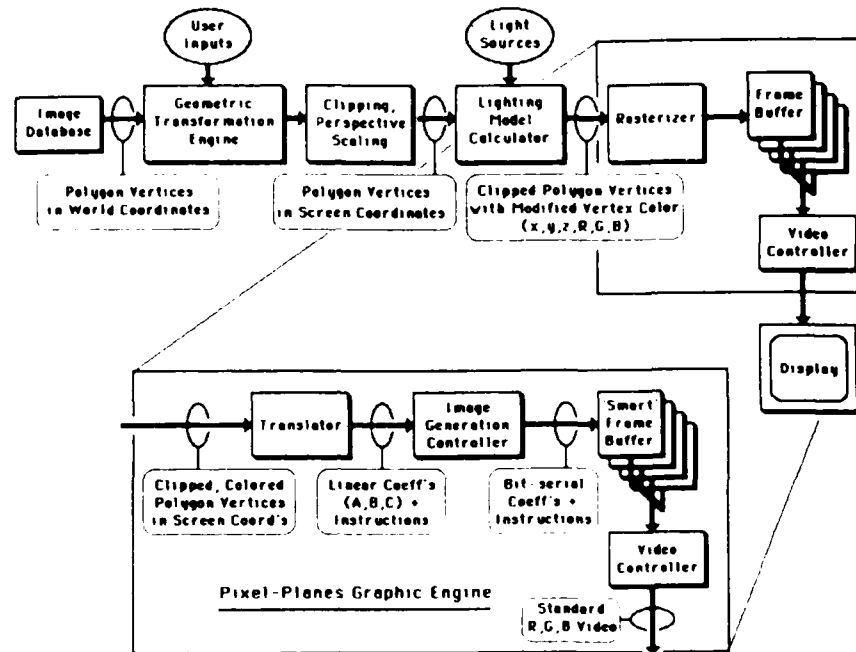 User
Inputs
Light
Sources
Image
Database
Geometric
Transformation
Engine
Clipping,
Perspective
Scaling
Lighting
Model
Calculator
Rasterizer
Frame
Buffer
Polygon Vertices
in World Coordinates
Polygon Vertices
in Screen Coordinates
Clipped Polygon Vertices
with Modified Vertex Color
(x,y,z,R,G,B)
Video
Controller
Display
Translator
Image
Generation
Controller
'Smart'
Frame
Buffer
Clipped, Colored
Polygon Vertices
in Screen Coord's
Linear Coeff's
(A,B,C) +
Instructions
Bit-serial
Coeff's +
Instructions
Video
Controller
Pixel-Planes Graphic Engine
Standard
R,G,B Video